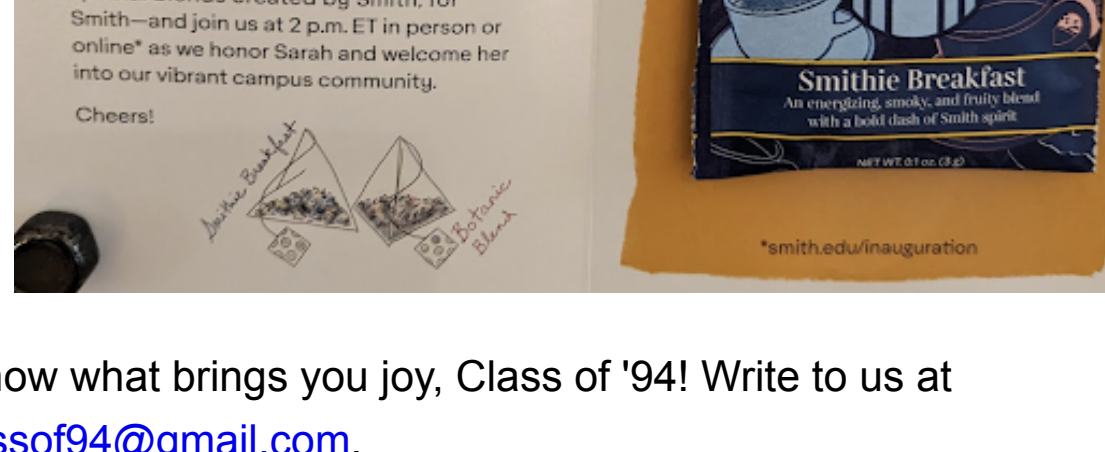 Smith—and join us at 2 p.m. ET in person or
online* as we honor Sarah and welcome her
into our vibrant campus community.
Cheers!
Smithie Breakfast
Botanic
Blend
Smithie Breakfast
An energizing, smoky, and fruity blend
with a bold dash of Smith spirit
NET WT. 0.1 oz. (3 g)
*smith.edu/inauguration
now what brings you joy, Class of '94! Write to us at
ssof94@gmail.com.